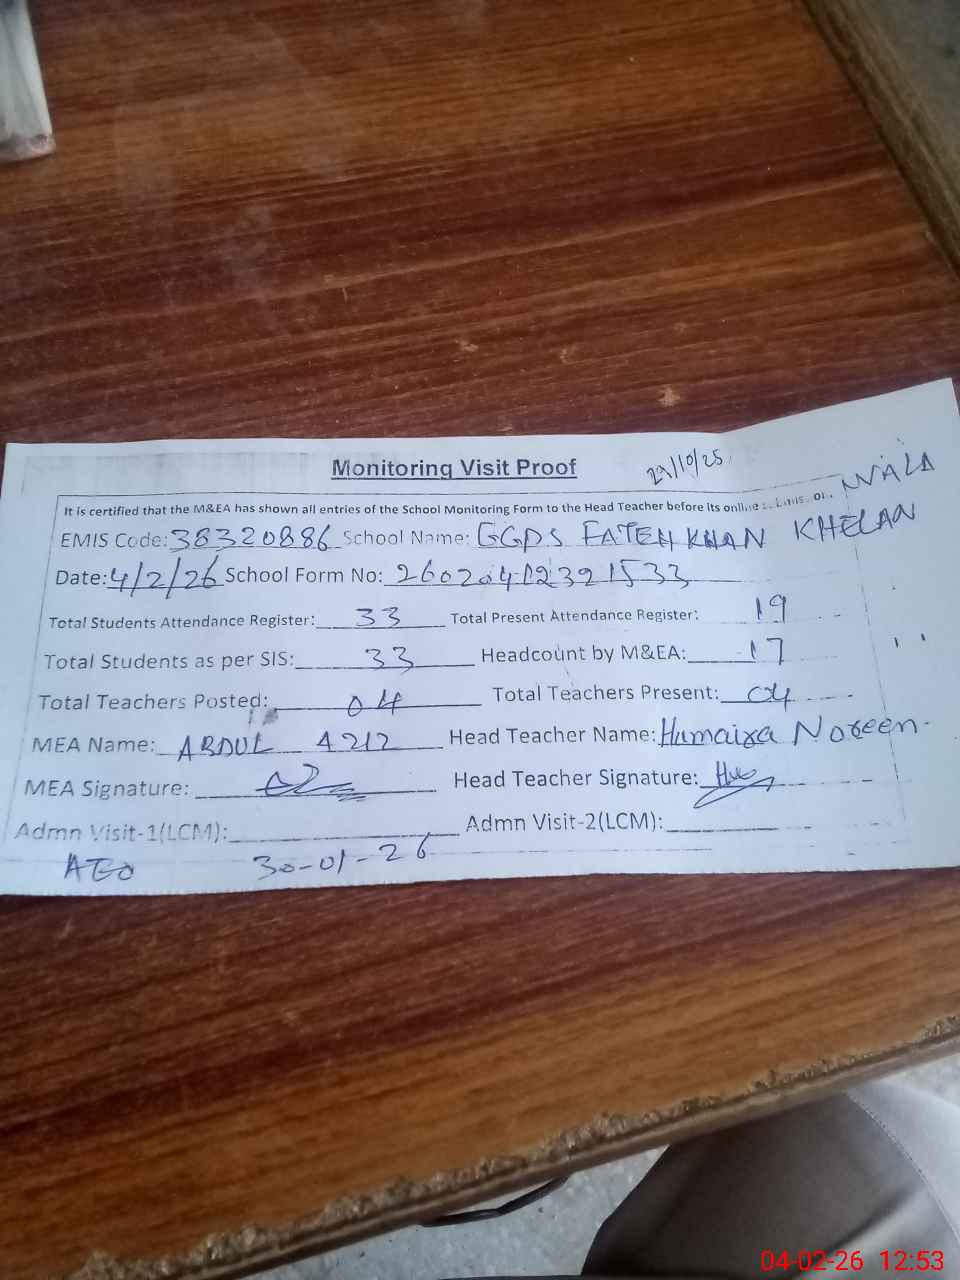 Monitoring Visit Proof 29/10/25
It is certified that the M&EA has shown all entries of the School Monitoring Form to the Head Teacher before its online
WALA
EMIS Code: 38320886 School Name: GGPS FATEH KHAN KHELAN
Date: 4/2/26 School Form No: 26020412321533
Total Students Attendance Register: 33 Total Present Attendance Register: 19
Total Students as per SIS: 33 Headcount by M&EA: 17
Total Teachers Posted: 04 Total Teachers Present: 04
MEA Name: ABDUL AZIZ Head Teacher Name: Humaira Noreen
MEA Signature: Head Teacher Signature:
Admn Visit-1(LCM): Admn Visit-2(LCM):
AEO 30-01-26
04-02-26 12:53